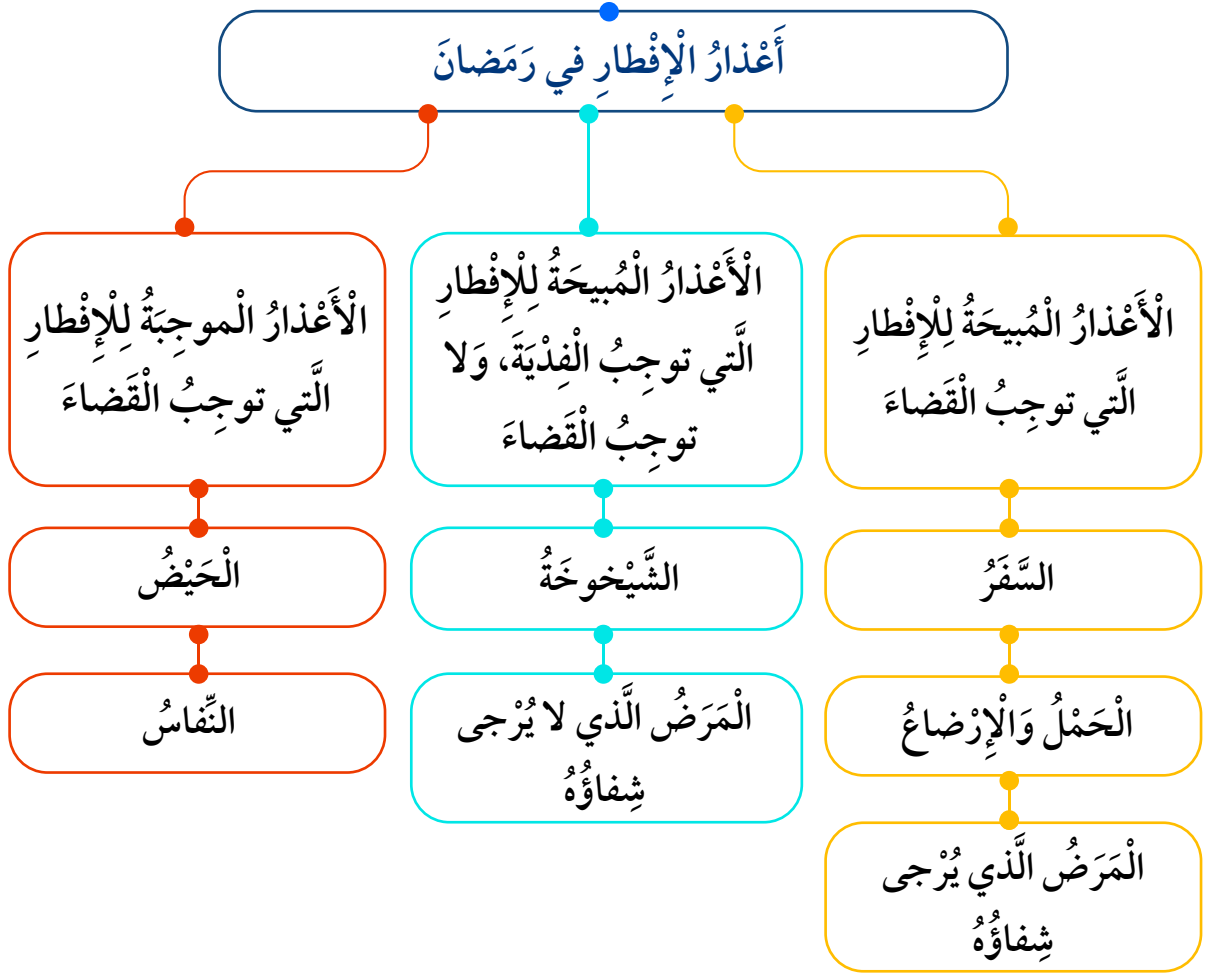 أَعْذارُ الْإِفْطارِ في رَمَضانَ
الْأَعْذارُ الْمُبيحَةُ لِلْإِفْطارِ
الَّتي توجِبُ الْقَضاءَ
السَّفَرُ
الْحَمْلُ وَالْإِرْضاعُ
الْمَرَضُ الَّذي يُرْجى
شِفاؤُهُ
الْأَعْذارُ الْمُبيحَةُ لِلْإِفْطارِ
الَّتي توجِبُ الْفِدْيَةَ، وَلا
توجِبُ الْقَضاءَ
الشَّيْخوخَةُ
الْمَرَضُ الَّذي لا يُرْجى
شِفاؤُهُ
الْأَعْذارُ الْموجِبَةُ لِلْإِفْطارِ
الَّتي توجِبُ الْقَضاءَ
الْحَيْضُ
النِّفاسُ